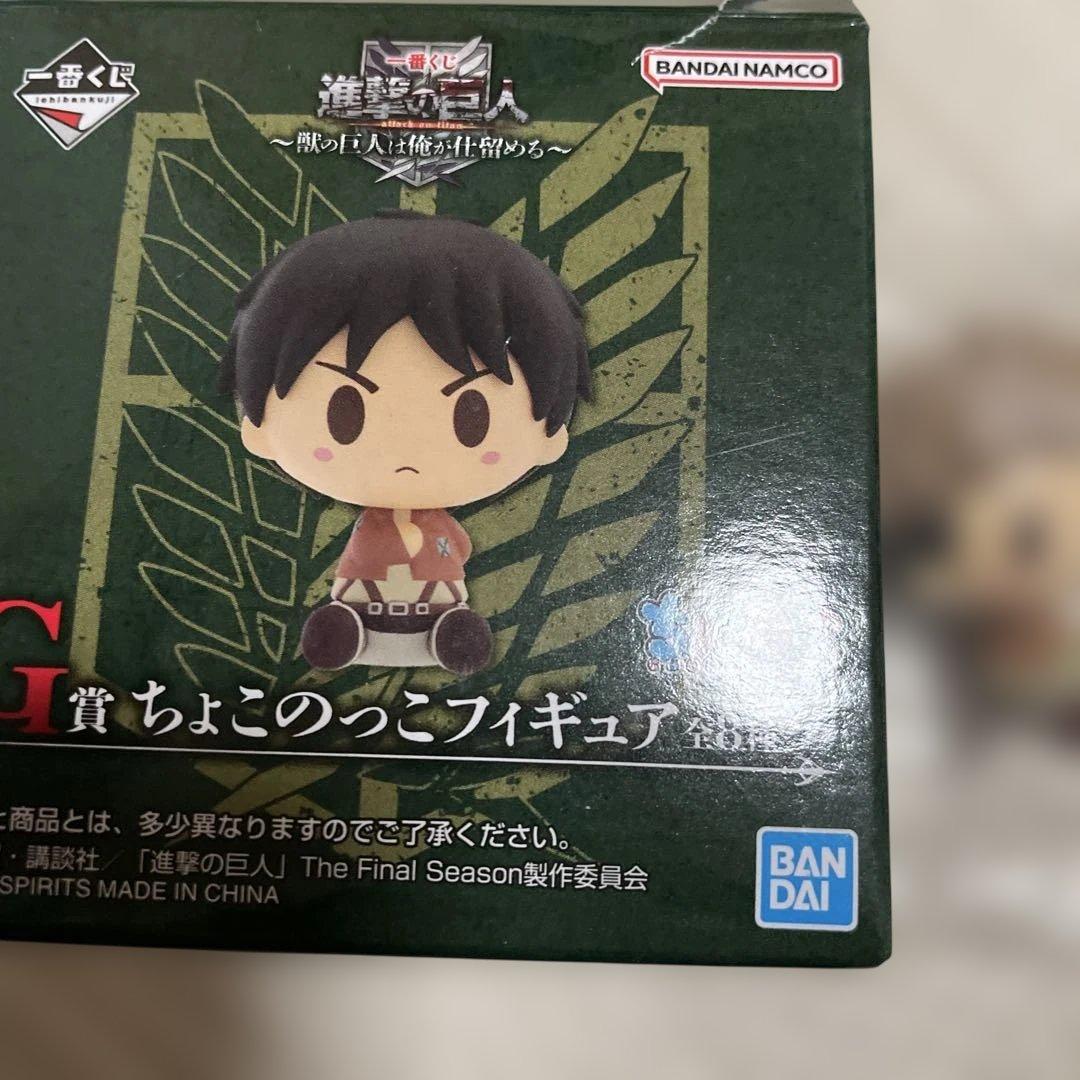 一番くじ
ichibankuji
一番くじ
進撃の巨人
attack on titan
〜獣の巨人は俺が仕留める〜
BANDAI NAMCO
G賞 ちょこのっこフィギュア 全8種
と商品とは、多少異なりますのでご了承ください。
・講談社／「進撃の巨人」The Final Season製作委員会
SPIRITS MADE IN CHINA
BAN
DAI